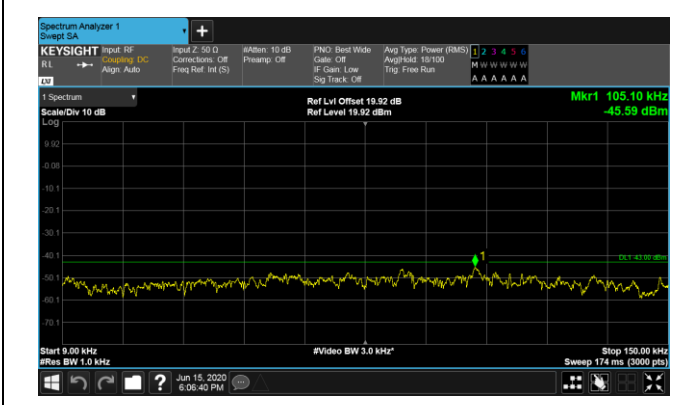 Spectrum Analyzer 1
Swept SA
+
KEYSIGHT
RL
LXI
Input: RF
Coupling: DC
Align: Auto
Input Z: 50 Ω
Corrections: Off
Freq Ref: Int (S)
#Atten: 10 dB
Preamp: Off
PNO: Best Wide
Gate: Off
IF Gain: Low
Sig Track: Off
Avg Type: Power (RMS)
Avg|Hold: 18/100
Trig: Free Run
1 2 3 4 5 6
M W W W W W
A A A A A A
1 Spectrum
Scale/Div 10 dB
Ref Lvl Offset 19.92 dB
Ref Level 19.92 dBm
Mkr1 105.10 kHz
-45.59 dBm
Log
9.92
-0.08
-10.1
-20.1
-30.1
-40.1
-50.1
-60.1
-70.1
1
DL1 -43.00 dBm
Start 9.00 kHz
#Res BW 1.0 kHz
#Video BW 3.0 kHz*
Stop 150.00 kHz
Sweep 174 ms (3000 pts)
?
Jun 15, 2020
6:06:40 PM